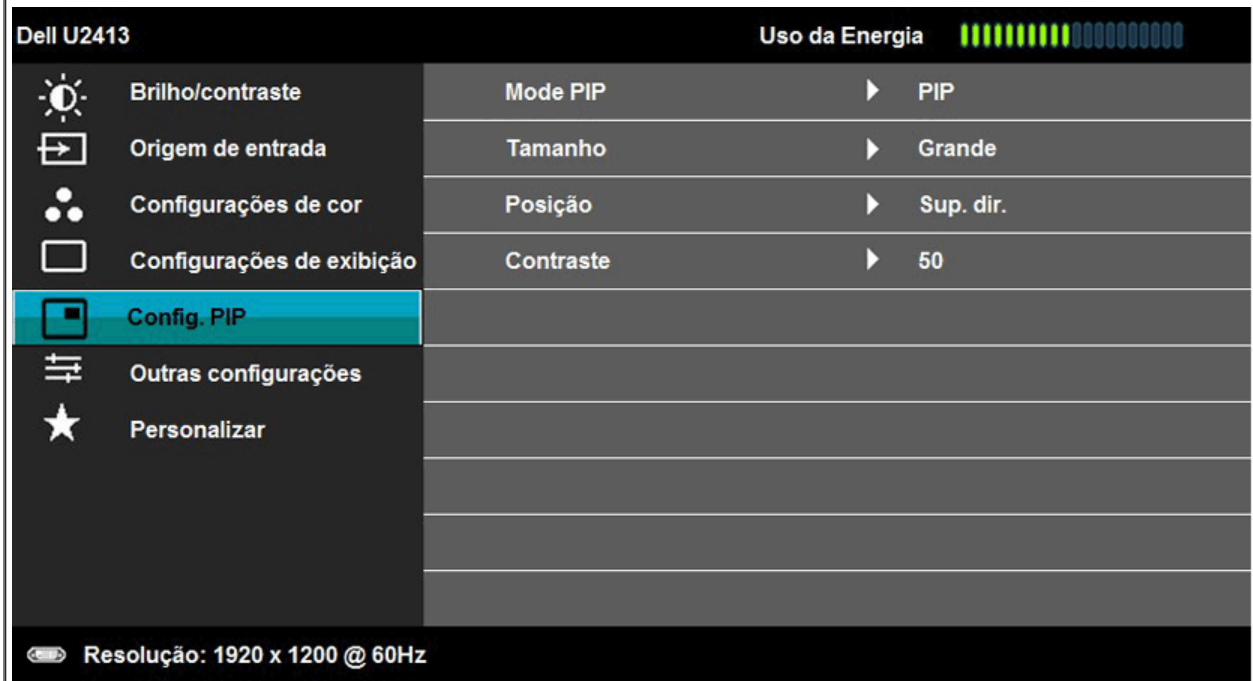 Dell U2413 Uso da Energia
Brilho/contraste Mode PIP PIP
Origem de entrada Tamanho Grande
Configurações de cor Posição Sup. dir.
Configurações de exibição Contraste 50
Config. PIP
Outras configurações
Personalizar
Resolução: 1920 x 1200 @ 60Hz